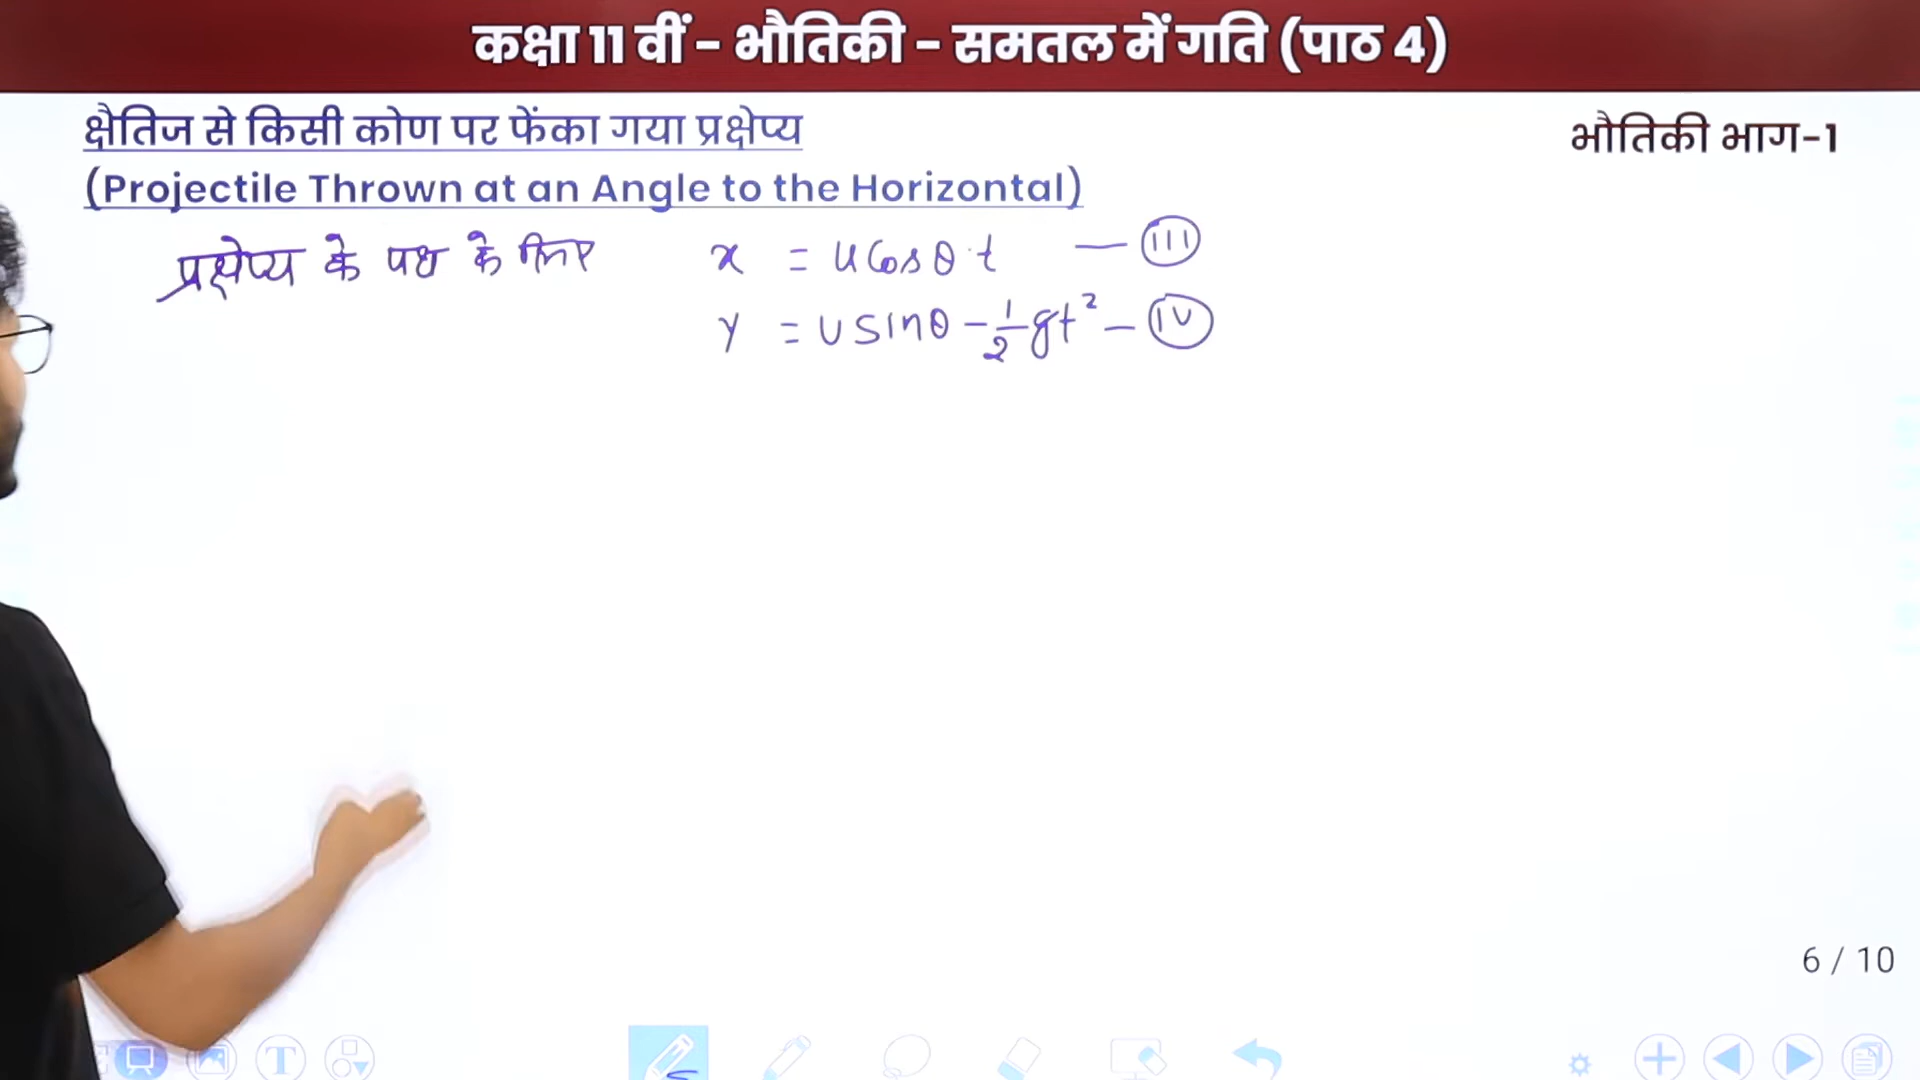 कक्षा 11 वीं - भौतिकी - समतल में गति (पाठ 4)
क्षैतिज से किसी कोण पर फेंका गया प्रक्षेप्य
भौतिकी भाग-1
(Projectile Thrown at an Angle to the Horizontal)
प्रक्षेप्य के पथ के लिए x = u Cos θ · t — (III)
y = u sin θ - 1/2 gt² — (IV)
6 / 10
T